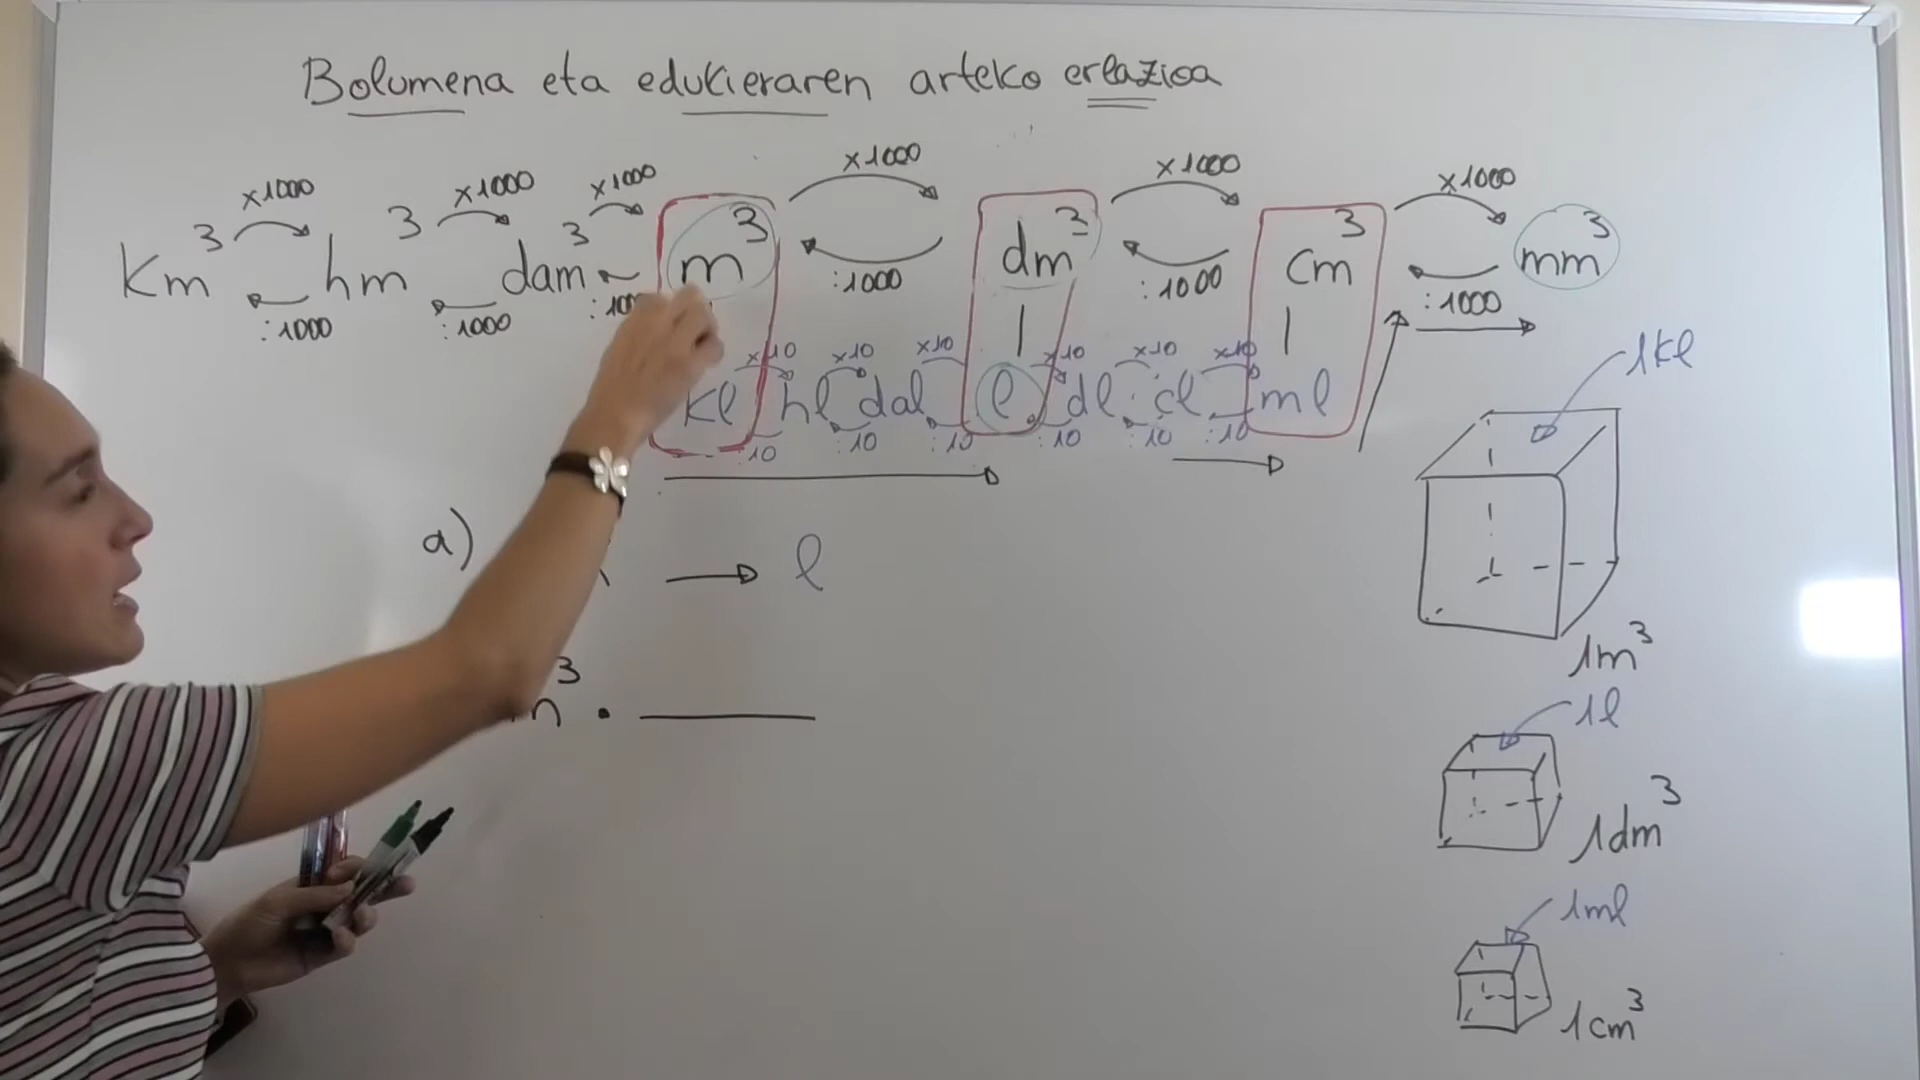 Bolumena eta edukieraren arteko erlazioa
x1000 x1000 x1000 x1000 x1000 x1000
Km³ hm³ dam³ m³ dm³ cm³ mm³
:1000 :1000 :1000 :1000 :1000
x10 x10 x10 x10 x10 x10
kl hl dal l dl cl ml
:10 :10 :10 :10 :10 :10
1kl
a) → l
1m³
1l
1dm³
1ml
1cm³